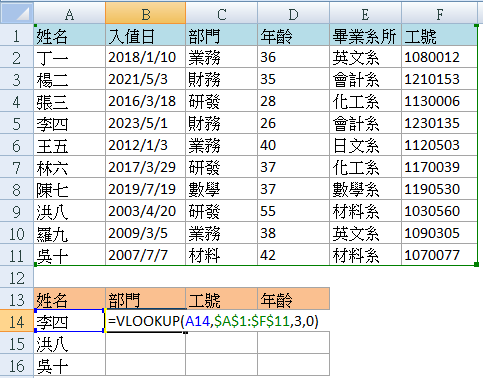 A B C D E F
1 姓名 入值日 部門 年齡 畢業系所 工號
2 丁一 2018/1/10 業務 36 英文系 1080012
3 楊二 2021/5/3 財務 35 會計系 1210153
4 張三 2016/3/18 研發 28 化工系 1130006
5 李四 2023/5/1 財務 26 會計系 1230135
6 王五 2012/1/3 業務 40 日文系 1120503
7 林六 2017/3/29 研發 37 化工系 1170039
8 陳七 2019/7/19 數學 37 數學系 1190530
9 洪八 2003/4/20 研發 55 材料系 1030560
10 羅九 2009/3/5 業務 38 英文系 1090305
11 吳十 2007/7/7 材料 42 材料系 1070077
12
13 姓名 部門 工號 年齡
14 李四 =VLOOKUP(A14,$A$1:$F$11,3,0)
15 洪八
16 吳十